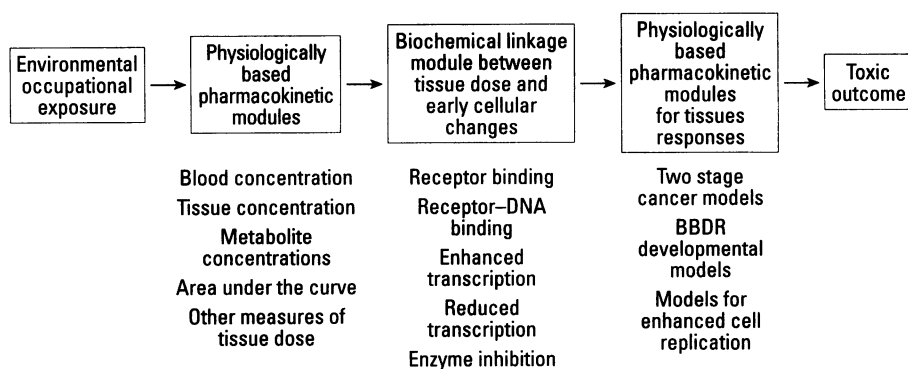 Environmental
occupational
exposure
Physiologically
based
pharmacokinetic
modules
Biochemical linkage
module between
tissue dose and
early cellular
changes
Physiologically
based
pharmacokinetic
modules
for tissues
responses
Toxic
outcome
Blood concentration
Tissue concentration
Metabolite
concentrations
Area under the curve
Other measures of
tissue dose
Receptor binding
Receptor–DNA
binding
Enhanced
transcription
Reduced
transcription
Enzyme inhibition
Two stage
cancer models
BBDR
developmental
models
Models for
enhanced cell
replication